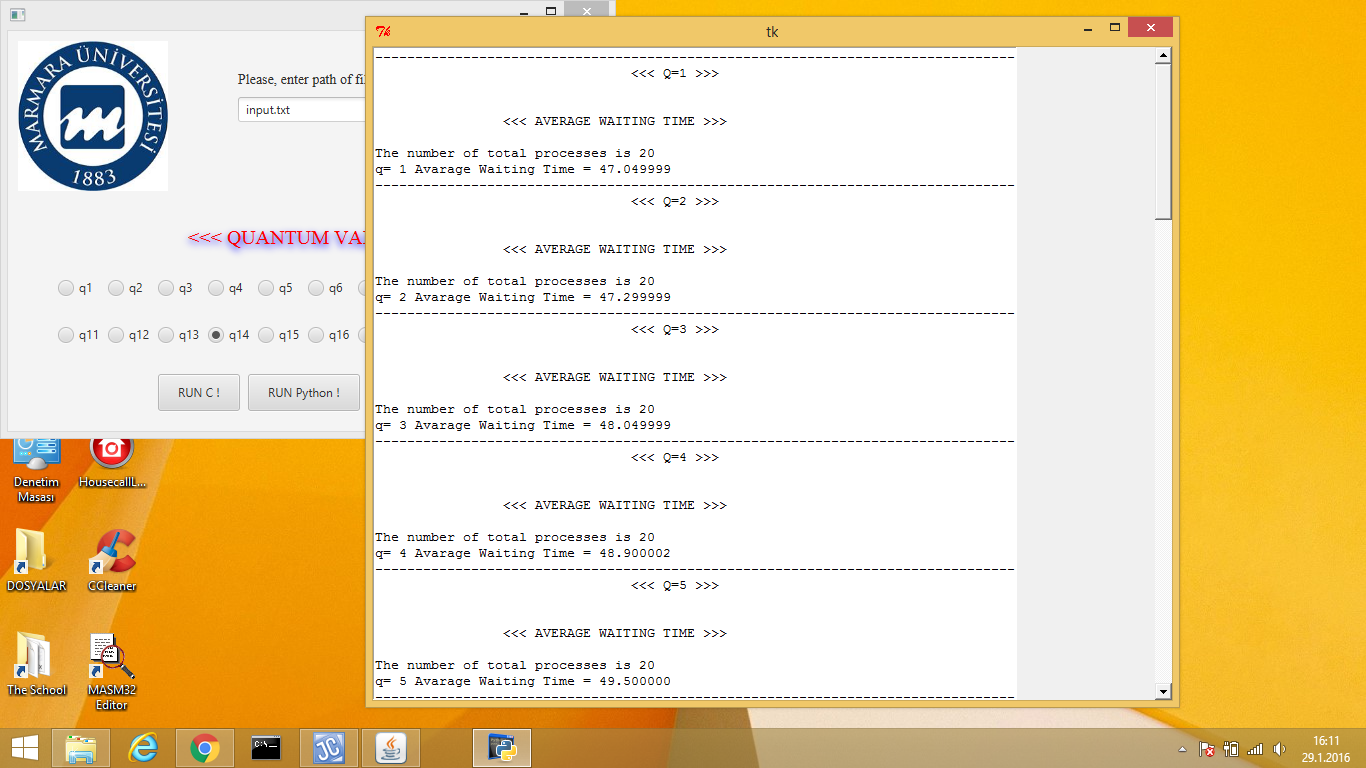 MARMARA ÜNİVERSİTESİ
1883
Please, enter path of fi
input.txt
<<< QUANTUM VA
q1 q2 q3 q4 q5 q6
q11 q12 q13 q14 q15 q16
RUN C !
RUN Python !
tk
<<< Q=1 >>>
<<< AVERAGE WAITING TIME >>>
The number of total processes is 20
q= 1 Avarage Waiting Time = 47.049999
<<< Q=2 >>>
<<< AVERAGE WAITING TIME >>>
The number of total processes is 20
q= 2 Avarage Waiting Time = 47.299999
<<< Q=3 >>>
<<< AVERAGE WAITING TIME >>>
The number of total processes is 20
q= 3 Avarage Waiting Time = 48.049999
<<< Q=4 >>>
<<< AVERAGE WAITING TIME >>>
The number of total processes is 20
q= 4 Avarage Waiting Time = 48.900002
<<< Q=5 >>>
<<< AVERAGE WAITING TIME >>>
The number of total processes is 20
q= 5 Avarage Waiting Time = 49.500000
Denetim
Masası
HousecallL...
DOSYALAR
CCleaner
The School
MASM32
Editor
C:\_
JC
16:11
29.1.2016